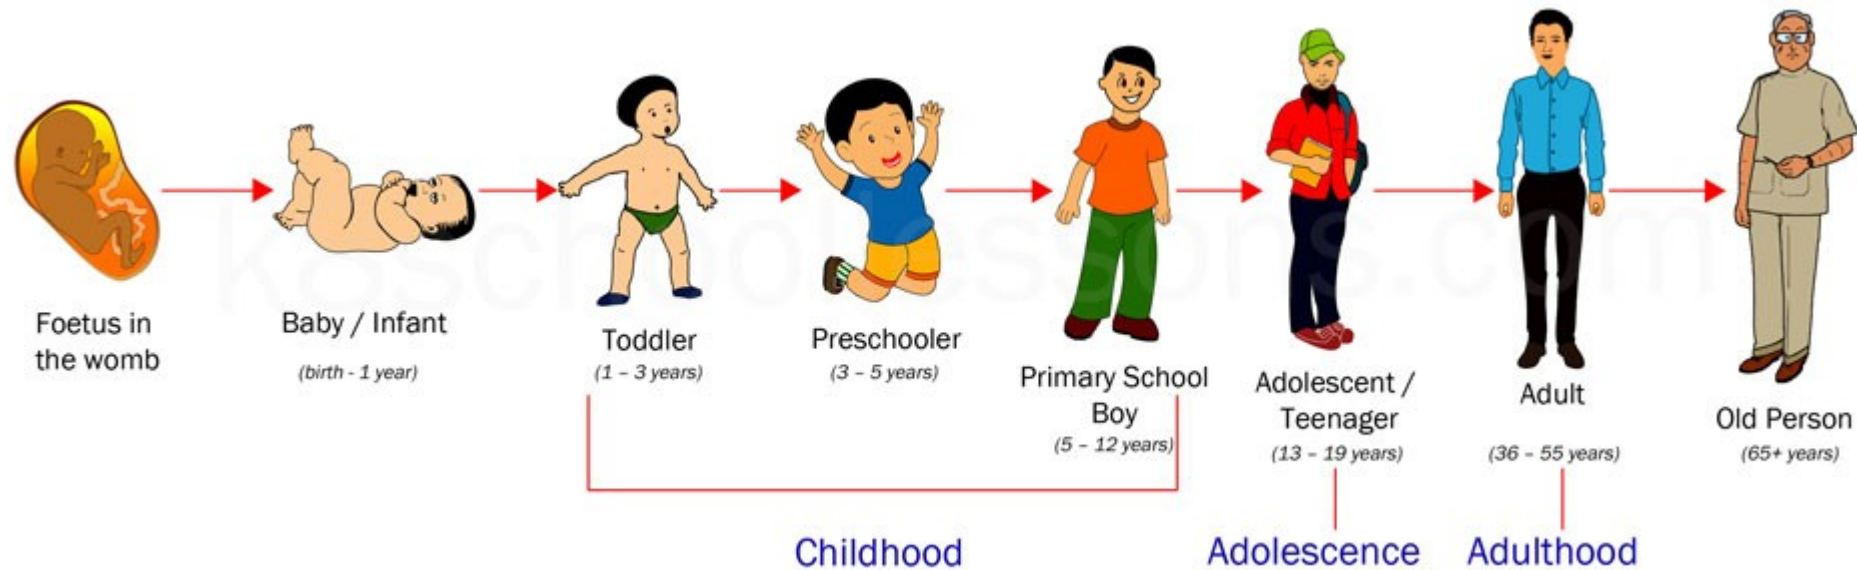 k8schoollessons.com
Foetus in
the womb
Baby / Infant
(birth - 1 year)
Toddler
(1 – 3 years)
Preschooler
(3 – 5 years)
Primary School
Boy
(5 – 12 years)
Adolescent /
Teenager
(13 – 19 years)
Adult
(36 – 55 years)
Old Person
(65+ years)
Childhood
Adolescence
Adulthood